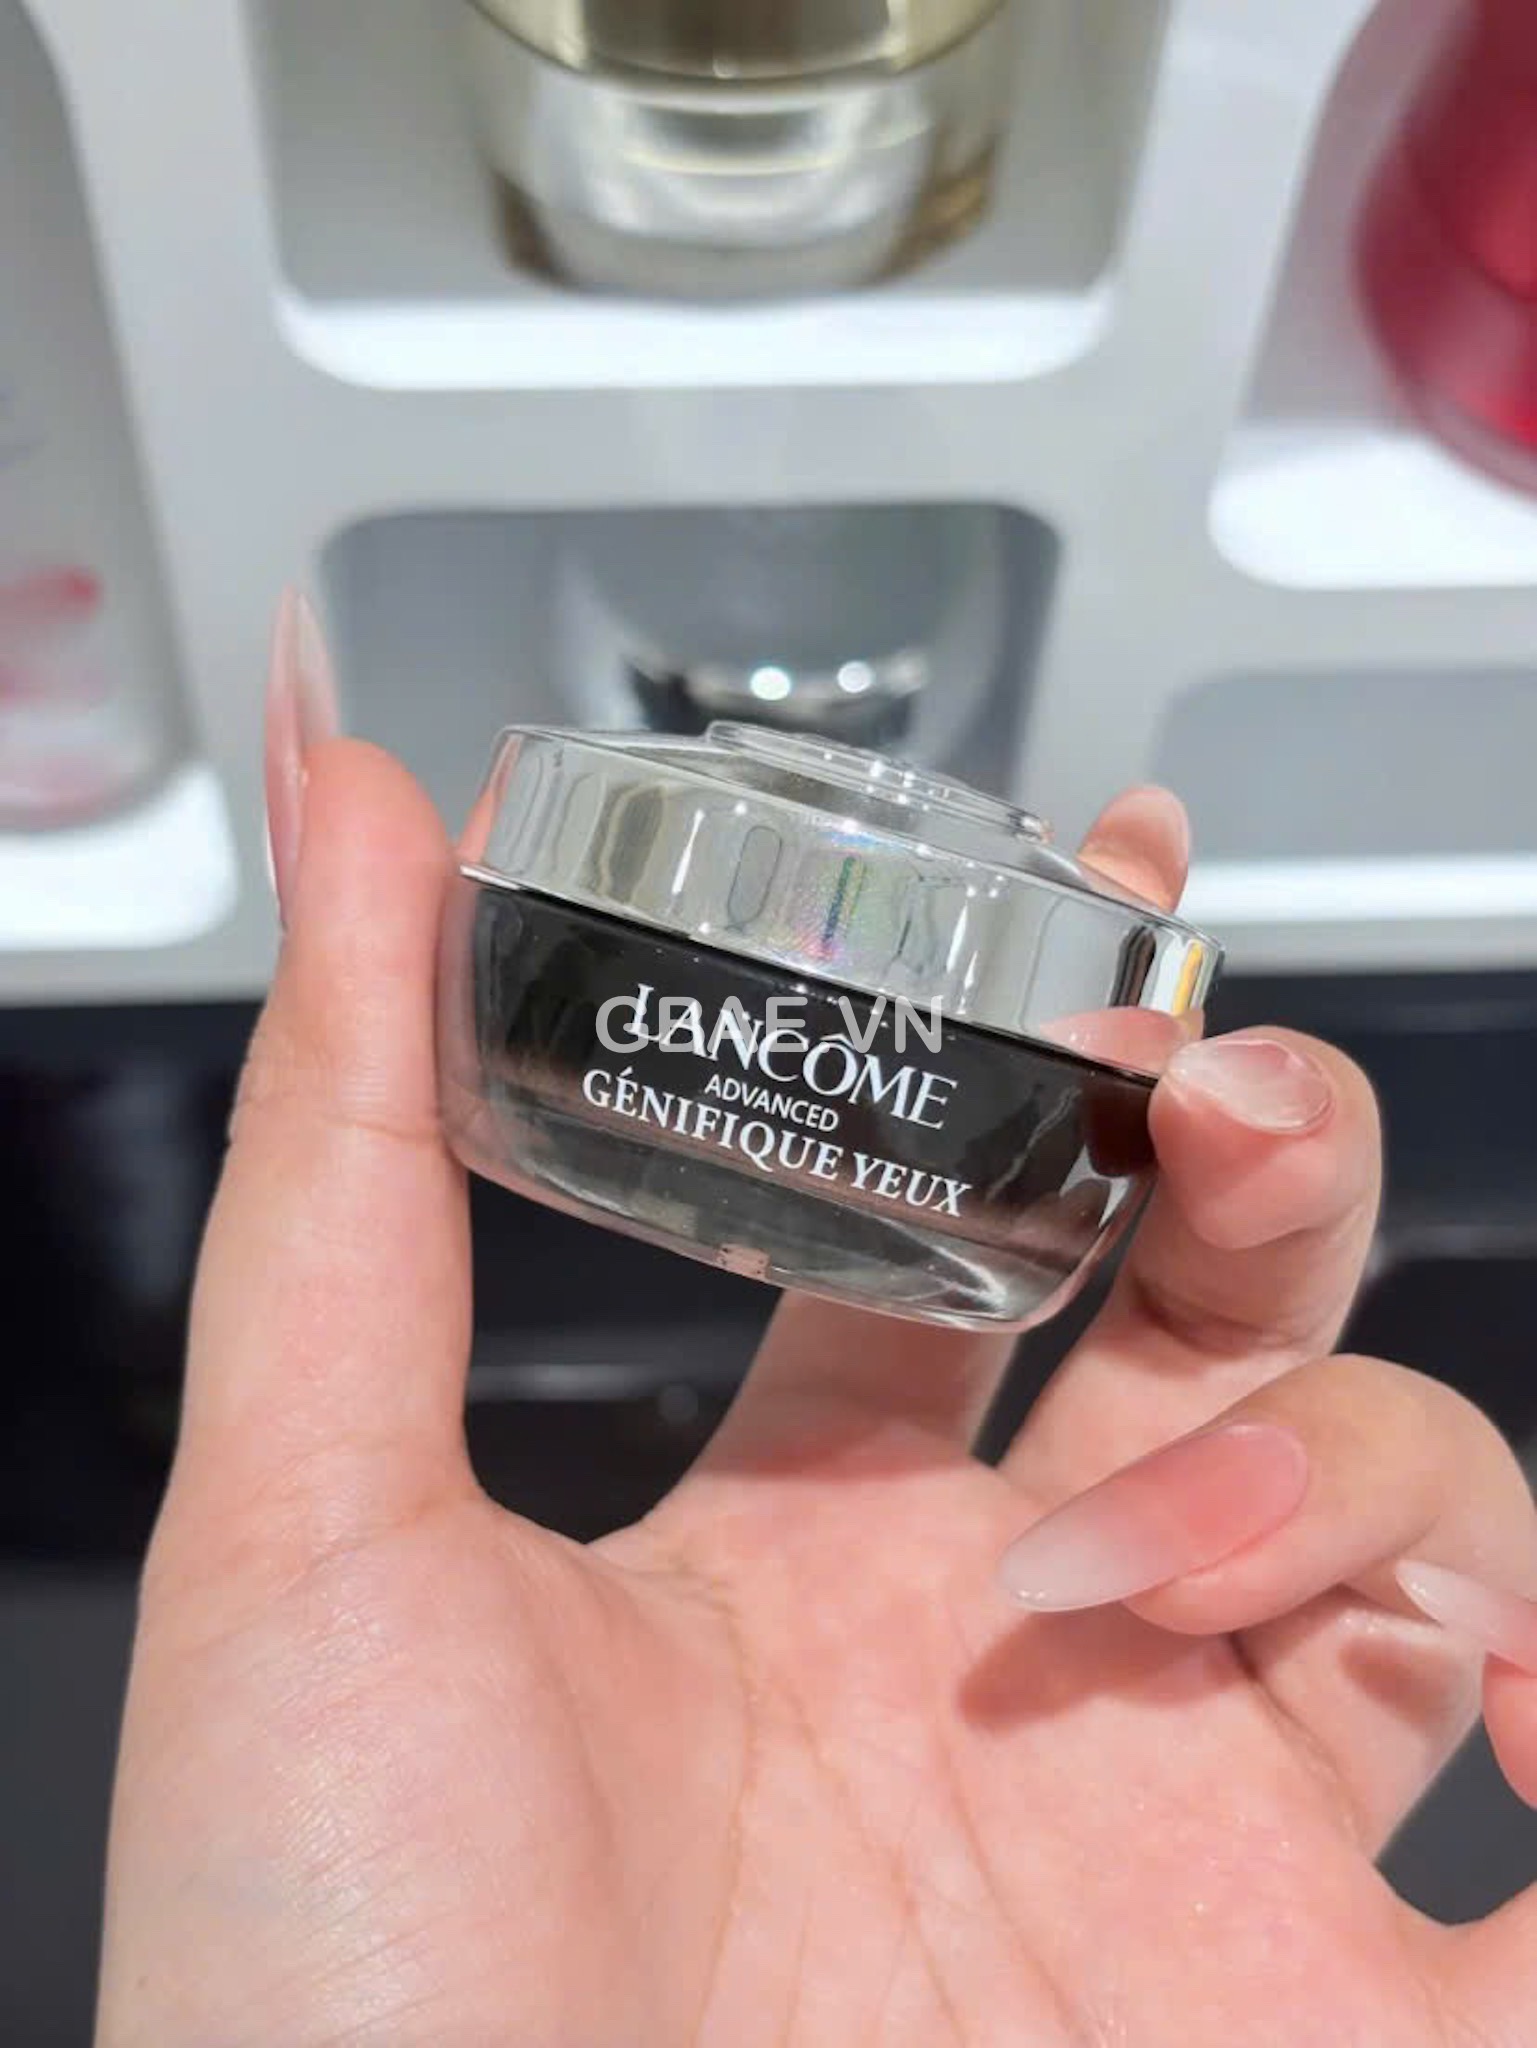 LANCÔME
GBAE.VN
ADVANCED
GÉNIFIQUE YEUX